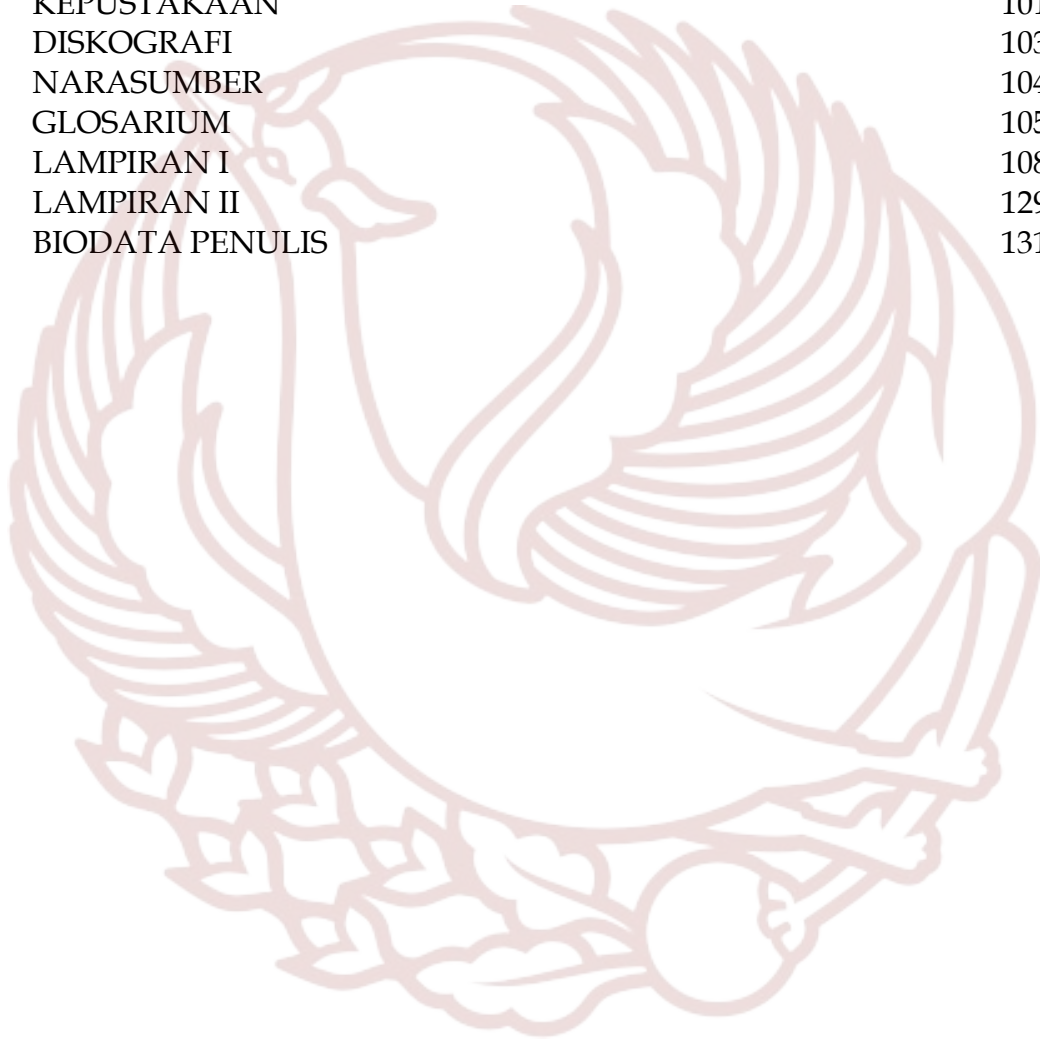 KEPUSTAKAAN 101
DISKOGRAFI 103
NARASUMBER 104
GLOSARIUM 105
LAMPIRAN I 108
LAMPIRAN II 129
BIODATA PENULIS 131